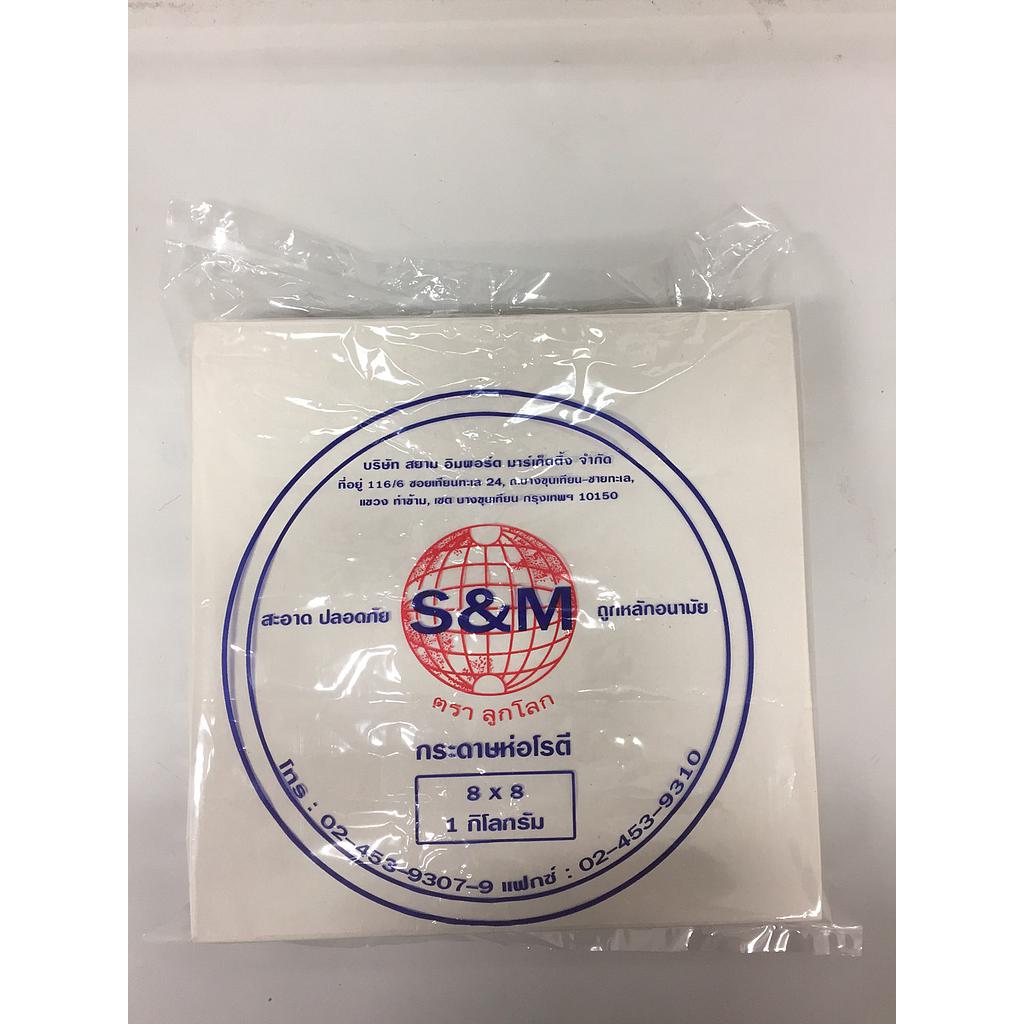 บริษัท สยาม อิมพอร์ต มาร์เก็ตติ้ง จำกัด
ที่อยู่ 116/6 ซอยเทียนทะเล 24, ถ.บางขุนเทียน-ชายทะเล,
แขวง ท่าข้าม, เขต บางขุนเทียน กรุงเทพฯ 10150
สะอาด ปลอดภัย S&M ถูกหลักอนามัย
ตรา ลูกโลก
กระดาษห่อโรตี
8 x 8
1 กิโลกรัม
โทร : 02-453-9307-9 แฟกซ์ : 02-453-9310